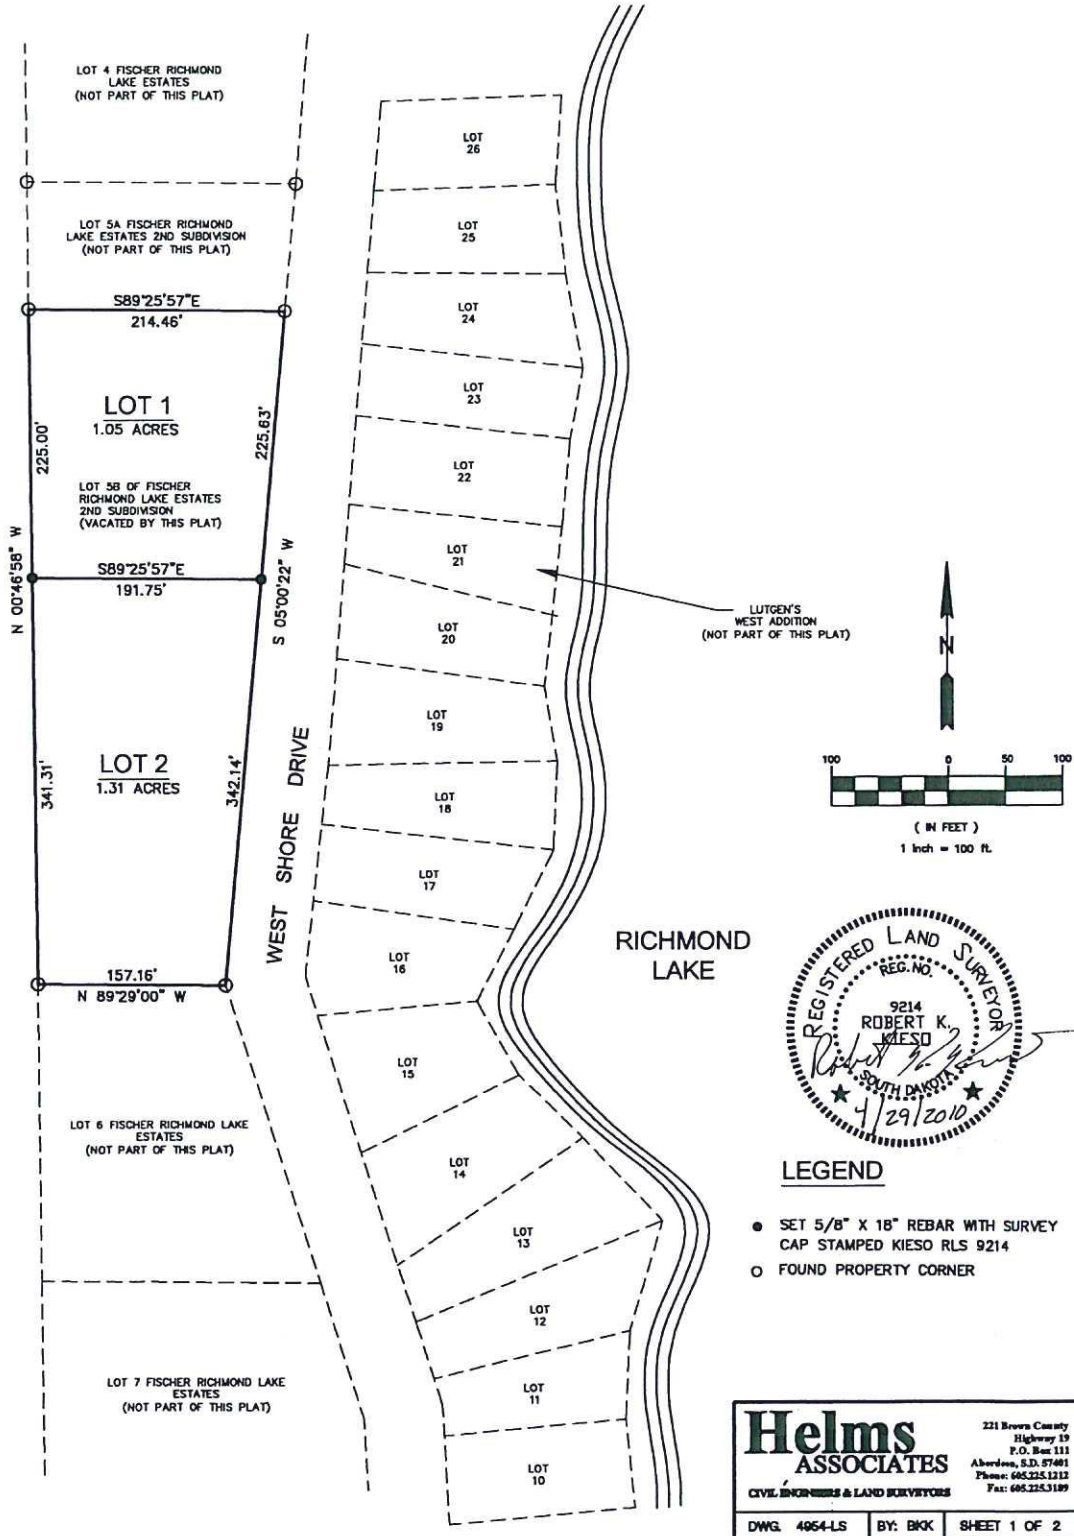 LOT 4 FISCHER RICHMOND
LAKE ESTATES
(NOT PART OF THIS PLAT)
LOT 5A FISCHER RICHMOND
LAKE ESTATES 2ND SUBDIVISION
(NOT PART OF THIS PLAT)
S89°25'57"E
214.46'
LOT 1
1.05 ACRES
225.00'
225.63'
LOT 5B OF FISCHER
RICHMOND LAKE ESTATES
2ND SUBDIVISION
(VACATED BY THIS PLAT)
N 00°46'58" W
S 05°00'22" W
S89°25'57"E
191.75'
LOT 2
1.31 ACRES
341.31'
342.14'
157.16'
N 89°29'00" W
WEST SHORE DRIVE
LOT 6 FISCHER RICHMOND LAKE
ESTATES
(NOT PART OF THIS PLAT)
LOT 7 FISCHER RICHMOND LAKE
ESTATES
(NOT PART OF THIS PLAT)
LOT
26
LOT
25
LOT
24
LOT
23
LOT
22
LOT
21
LOT
20
LOT
19
LOT
18
LOT
17
LOT
16
LOT
15
LOT
14
LOT
13
LOT
12
LOT
11
LOT
10
LUTGEN'S
WEST ADDITION
(NOT PART OF THIS PLAT)
N
100 0 50 100
( IN FEET )
1 inch = 100 ft.
RICHMOND
LAKE
REGISTERED LAND SURVEYOR
REG. NO.
9214
ROBERT K.
KIESO
SOUTH DAKOTA
4/29/2010
LEGEND
SET 5/8" X 18" REBAR WITH SURVEY
CAP STAMPED KIESO RLS 9214
FOUND PROPERTY CORNER
Helms
ASSOCIATES
CIVIL ENGINEERS & LAND SURVEYORS
221 Brown County
Highway 19
P.O. Box 111
Aberdeen, S.D. 57401
Phone: 605.225.1212
Fax: 605.225.3189
DWG. 4954-LS BY: BKK SHEET 1 OF 2